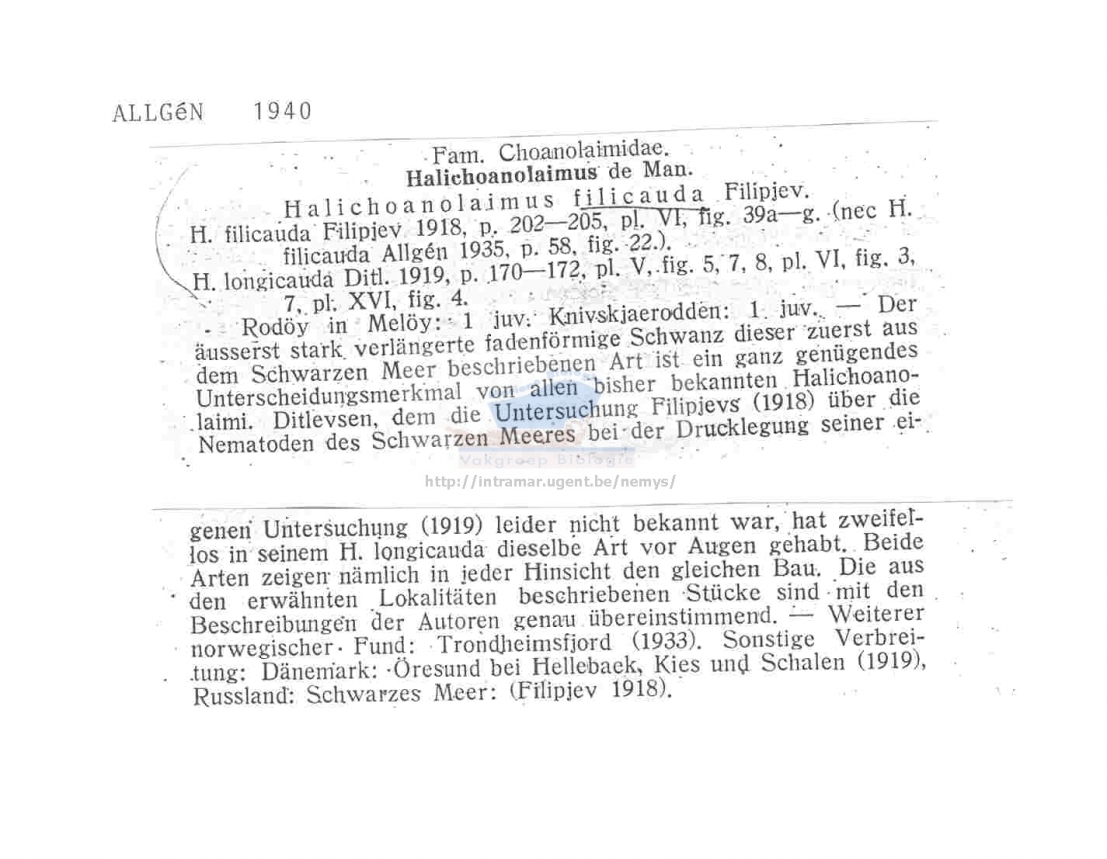 ALLGéN 1940
Fam. Choanolaimidae.
Halichoanolaimus de Man.
Halichoanolaimus filicauda Filipjev.
H. filicauda Filipjev 1918, p. 202—205, pl. VI, fig. 39a—g. (nec H.
filicauda Allgén 1935, p. 58, fig. 22.).
H. longicauda Ditl. 1919, p. 170—172, pl. V, fig. 5, 7, 8, pl. VI, fig. 3,
7, pl. XVI, fig. 4.
Rodöy in Melöy: 1 juv. Knivskjaerodden: 1 juv. — Der
äusserst stark verlängerte fadenförmige Schwanz dieser zuerst aus
dem Schwarzen Meer beschriebenen Art ist ein ganz genügendes
Unterscheidungsmerkmal von allen bisher bekannten Halichoano-
laimi. Ditlevsen, dem die Untersuchung Filipjevs (1918) über die
Nematoden des Schwarzen Meeres bei der Drucklegung seiner ei-
Vakgroep Biologie
http://intramar.ugent.be/nemys/
genen Untersuchung (1919) leider nicht bekannt war, hat zweifel-
los in seinem H. longicauda dieselbe Art vor Augen gehabt. Beide
Arten zeigen nämlich in jeder Hinsicht den gleichen Bau. Die aus
den erwähnten Lokalitäten beschriebenen Stücke sind mit den
Beschreibungen der Autoren genau übereinstimmend. — Weiterer
norwegischer Fund: Trondheimsfjord (1933). Sonstige Verbrei-
tung: Dänemark: Öresund bei Hellebaek, Kies und Schalen (1919),
Russland: Schwarzes Meer: (Filipjev 1918).